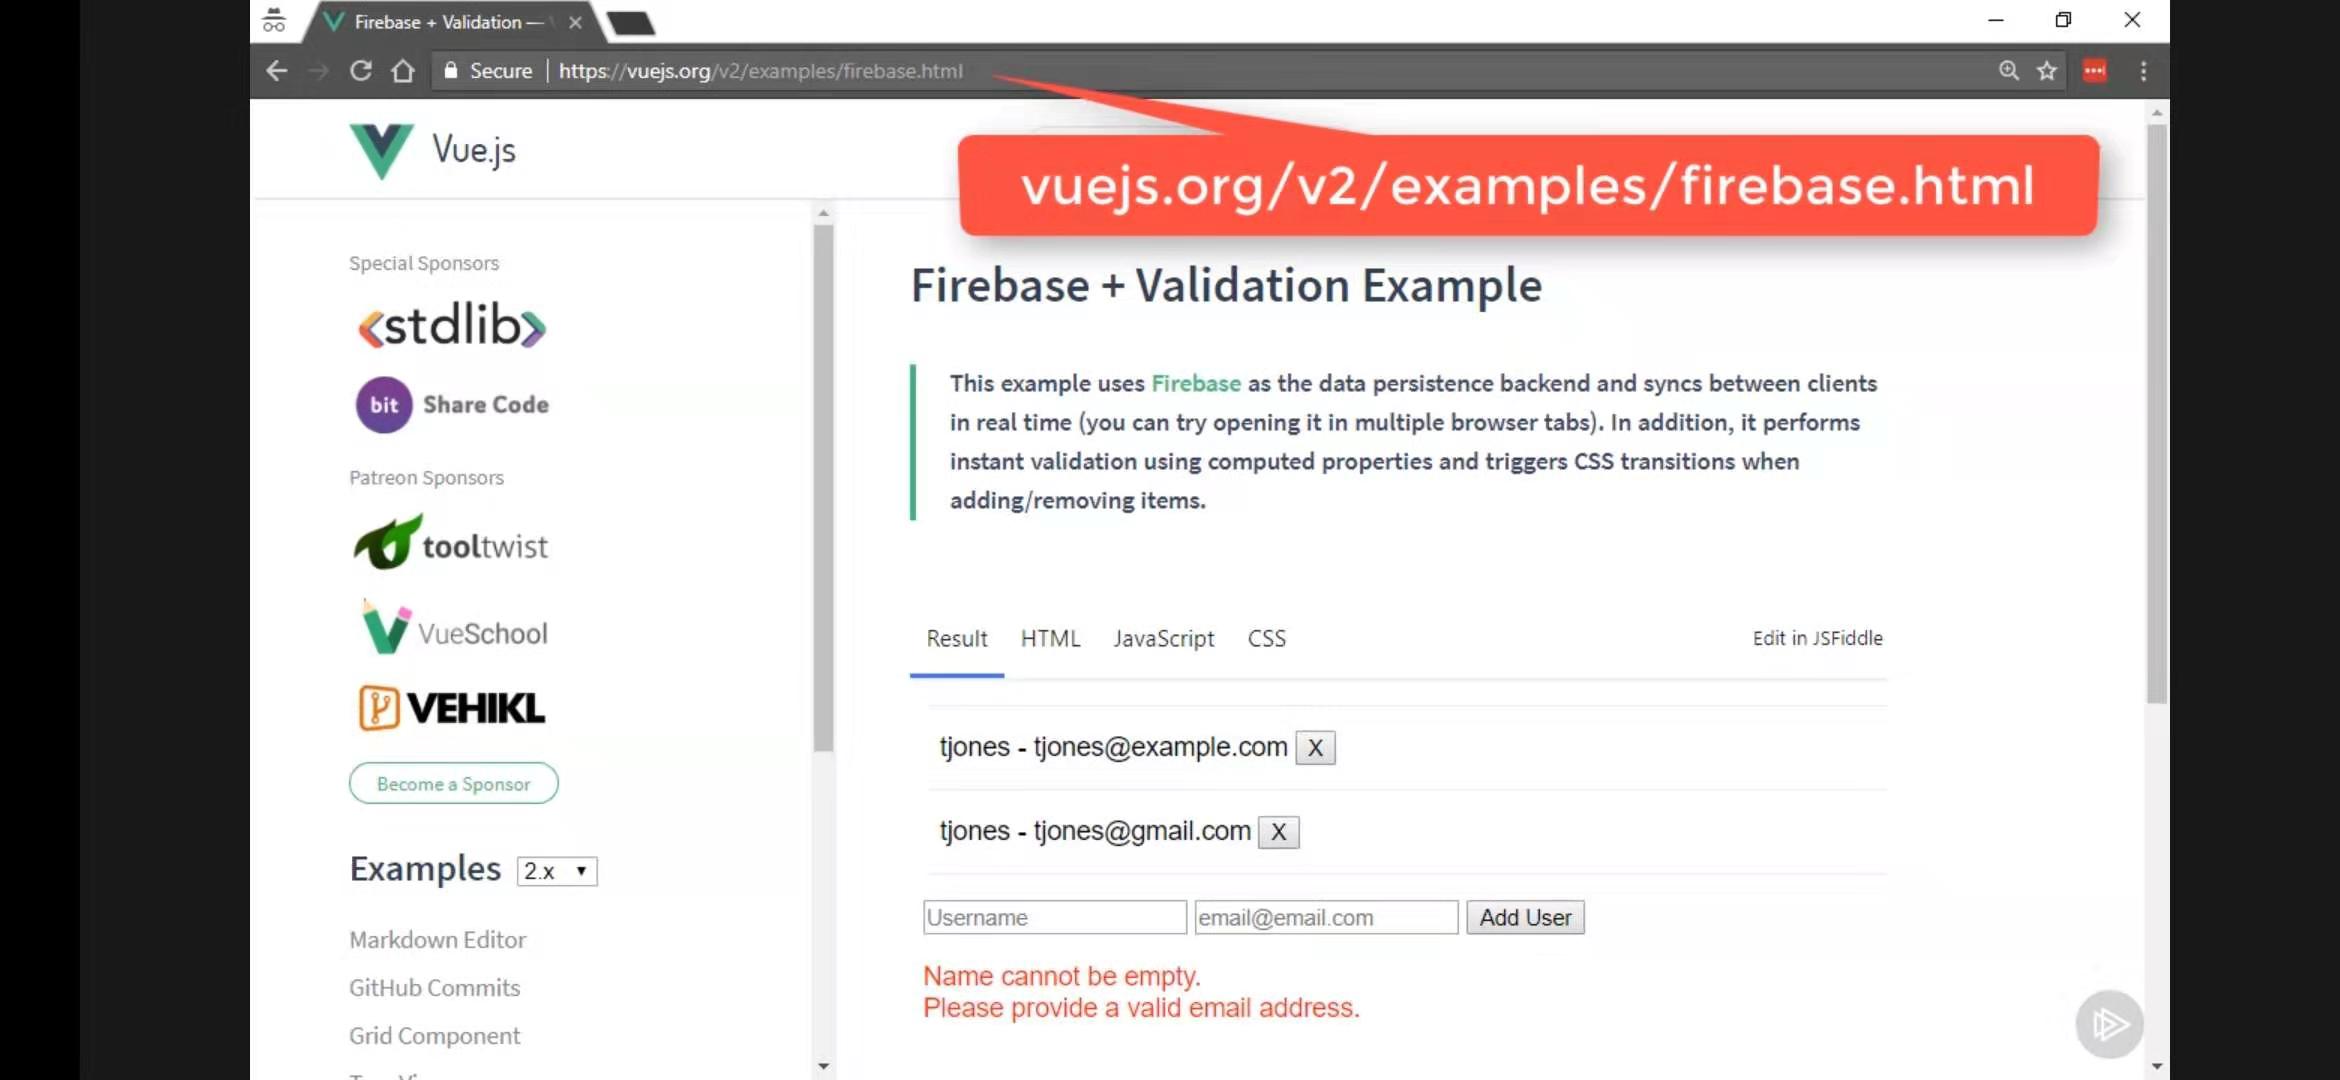 Firebase + Validation —
Secure
https://vuejs.org/v2/examples/firebase.html
Vue.js
vuejs.org/v2/examples/firebase.html
Special Sponsors
<stdlib>
bit Share Code
Patreon Sponsors
tooltwist
VueSchool
VEHIKL
Become a Sponsor
Examples 2.x
Markdown Editor
GitHub Commits
Grid Component
Firebase + Validation Example
This example uses Firebase as the data persistence backend and syncs between clients
in real time (you can try opening it in multiple browser tabs). In addition, it performs
instant validation using computed properties and triggers CSS transitions when
adding/removing items.
Result HTML JavaScript CSS Edit in JSFiddle
tjones - tjones@example.com X
tjones - tjones@gmail.com X
Username email@email.com Add User
Name cannot be empty.
Please provide a valid email address.